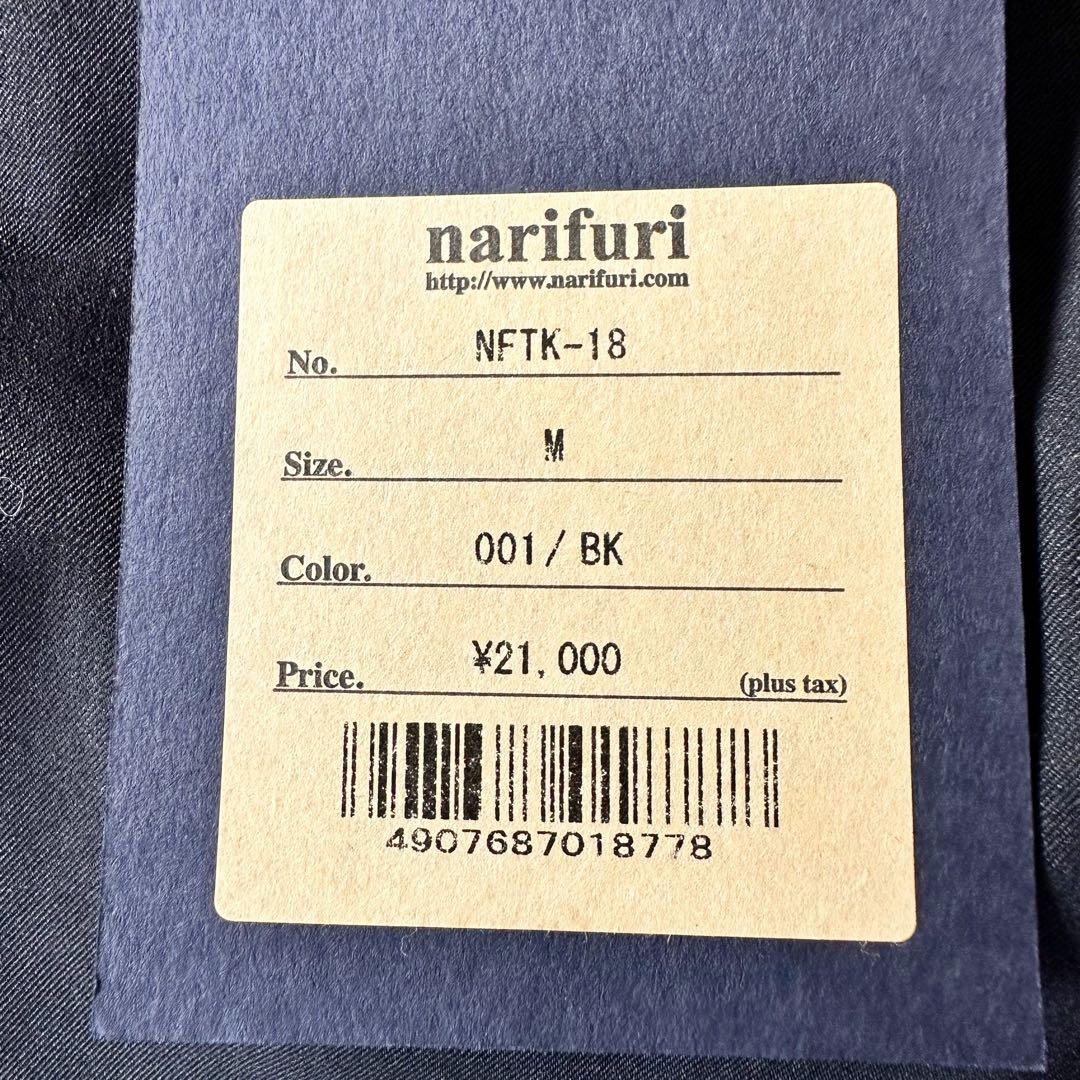 narifuri
http://www.narifuri.com
No. NFTK-18
Size. M
Color. 001/ BK
Price. ¥21,000 (plus tax)
4907687018778